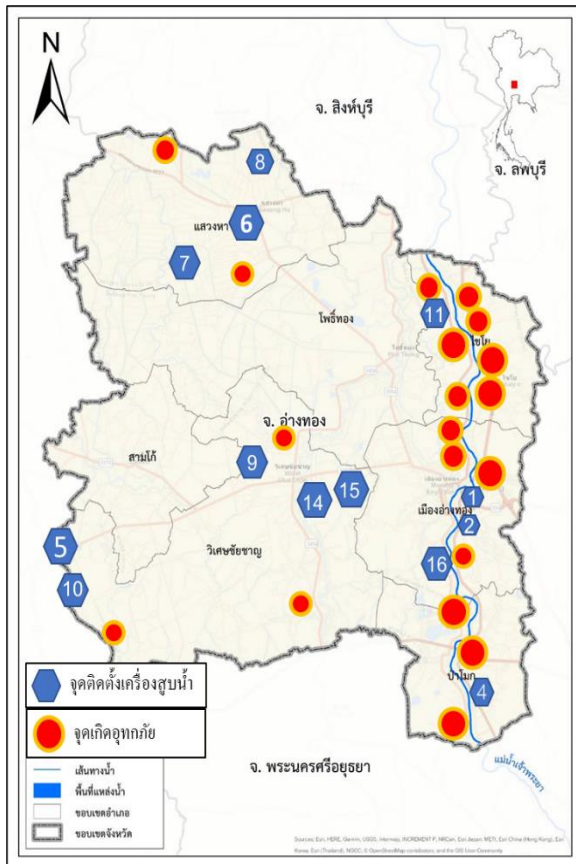 N
จ. สิงห์บุรี
จ. ลพบุรี
8
6
แสวงหา
7
โพธิ์ทอง
11
ไชโย
จ. อ่างทอง
สามโก้
9
14
15
1
เมืองอ่างทอง
2
5
วิเศษชัยชาญ
16
10
ป่าโมก
4
จุดติดตั้งเครื่องสูบน้ำ
จุดเกิดอุทกภัย
จ. พระนครศรีอยุธยา
แม่น้ำเจ้าพระยา
เส้นทางน้ำ
พื้นที่แหล่งน้ำ
ขอบเขตอำเภอ
ขอบเขตจังหวัด